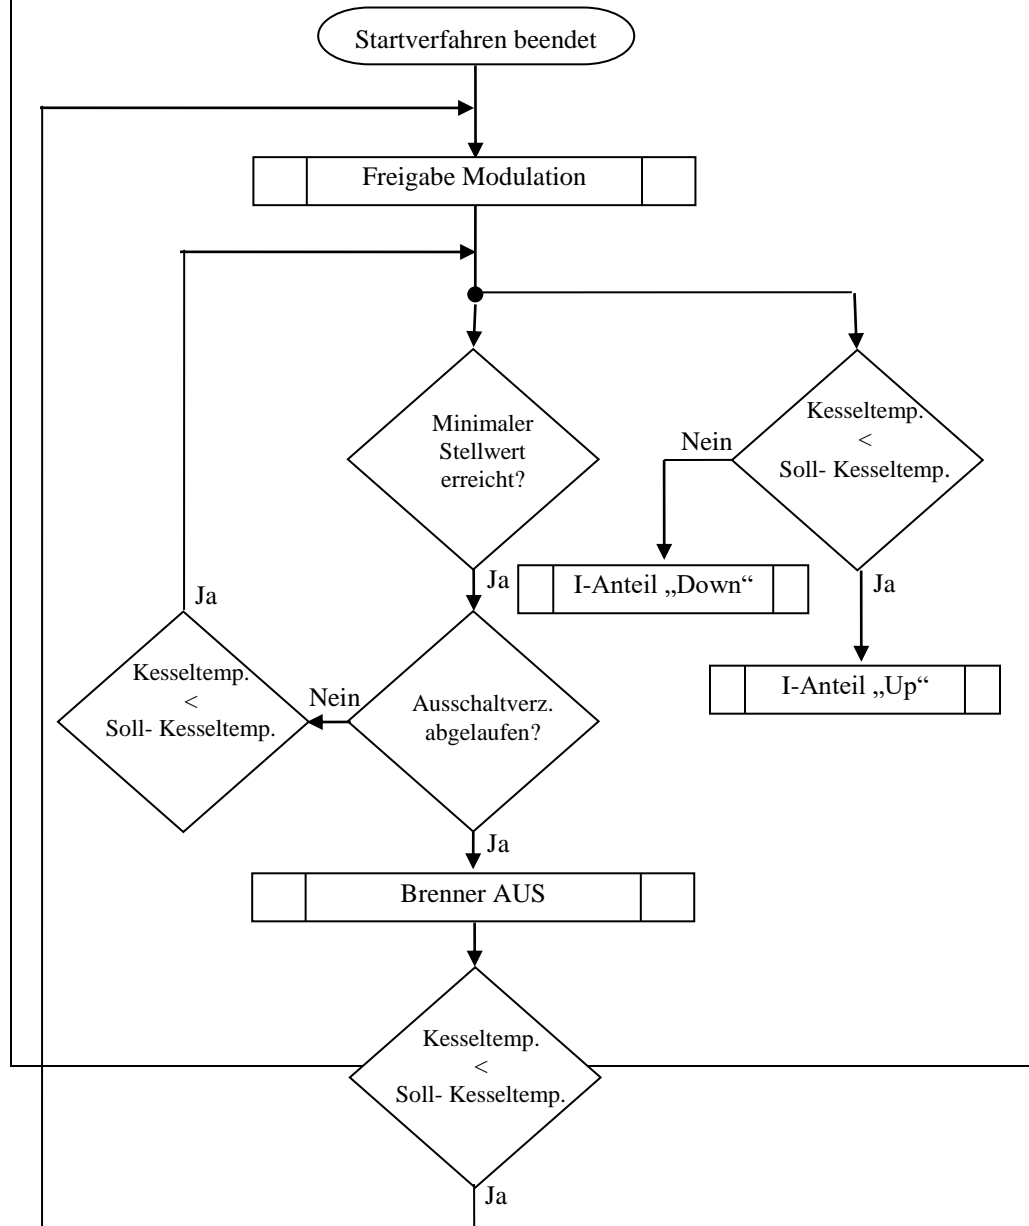 Startverfahren beendet
Freigabe Modulation
Minimaler
Stellwert
erreicht?
Kesseltemp.
<
Soll- Kesseltemp.
Nein
I-Anteil „Down“
Ja
I-Anteil „Up“
Ja
Ausschaltverz.
abgelaufen?
Nein
Kesseltemp.
<
Soll- Kesseltemp.
Ja
Ja
Brenner AUS
Kesseltemp.
<
Soll- Kesseltemp.
Ja